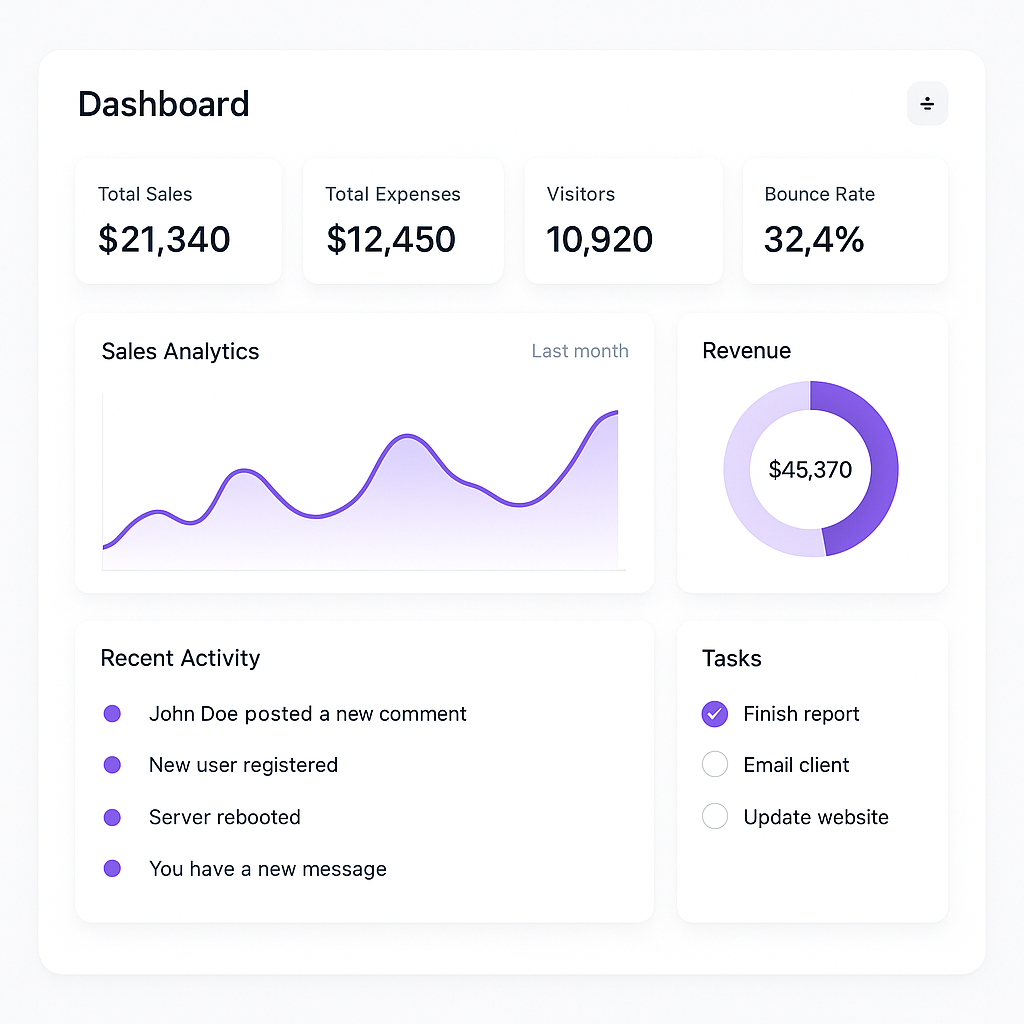 Dashboard
Total Sales
$21,340
Total Expenses
$12,450
Visitors
10,920
Bounce Rate
32,4%
Sales Analytics
Last month
Revenue
$45,370
Recent Activity
John Doe posted a new comment
New user registered
Server rebooted
You have a new message
Tasks
Finish report
Email client
Update website